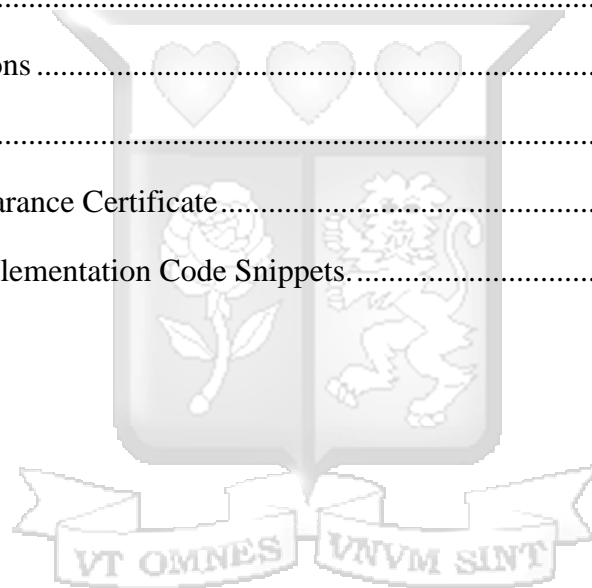 ....................................................................................
ons ..............................................................................
....................................................................................
arance Certificate....................................................
lementation Code Snippets. .................................
VT OMNES VNVM SINT